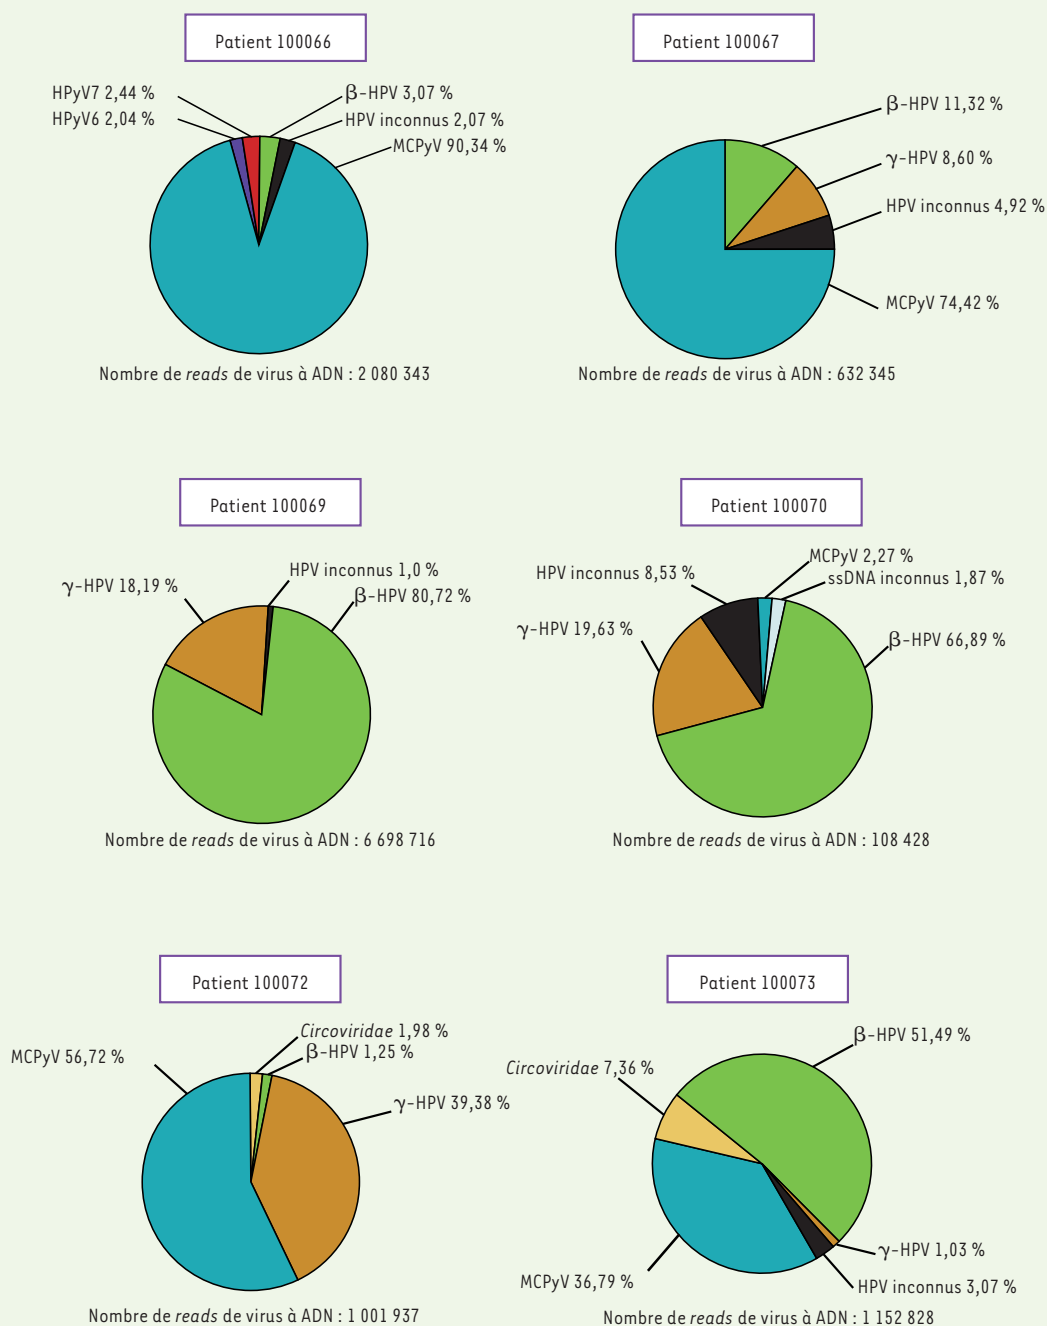 Patient 100066
HPyV7 2,44 %
HPyV6 2,04 %
β-HPV 3,07 %
HPV inconnus 2,07 %
MCPyV 90,34 %
Nombre de reads de virus à ADN : 2 080 343
Patient 100067
β-HPV 11,32 %
γ-HPV 8,60 %
HPV inconnus 4,92 %
MCPyV 74,42 %
Nombre de reads de virus à ADN : 632 345
Patient 100069
γ-HPV 18,19 %
HPV inconnus 1,0 %
β-HPV 80,72 %
Nombre de reads de virus à ADN : 6 698 716
Patient 100070
MCPyV 2,27 %
HPV inconnus 8,53 %
ssDNA inconnus 1,87 %
γ-HPV 19,63 %
β-HPV 66,89 %
Nombre de reads de virus à ADN : 108 428
Patient 100072
Circoviridae 1,98 %
MCPyV 56,72 %
β-HPV 1,25 %
γ-HPV 39,38 %
Nombre de reads de virus à ADN : 1 001 937
Patient 100073
β-HPV 51,49 %
Circoviridae 7,36 %
γ-HPV 1,03 %
MCPyV 36,79 %
HPV inconnus 3,07 %
Nombre de reads de virus à ADN : 1 152 828